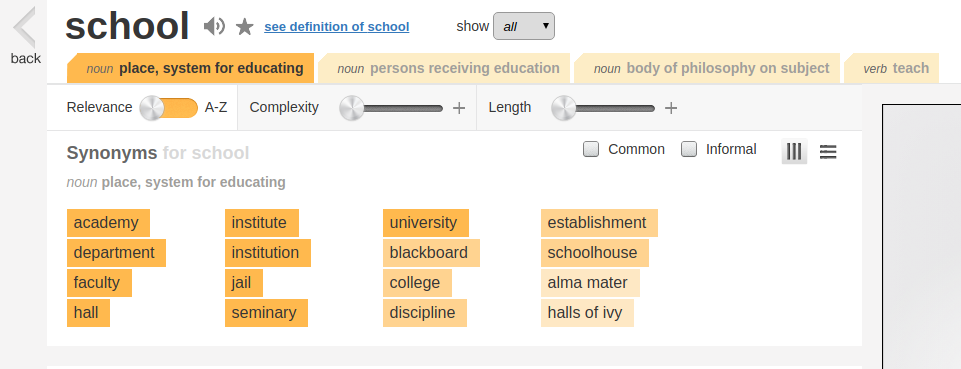 school see definition of school show all
back
noun place, system for educating noun persons receiving education noun body of philosophy on subject verb teach
Relevance A-Z Complexity + Length +
Synonyms for school Common Informal
noun place, system for educating
academy institute university establishment
department institution blackboard schoolhouse
faculty jail college alma mater
hall seminary discipline halls of ivy